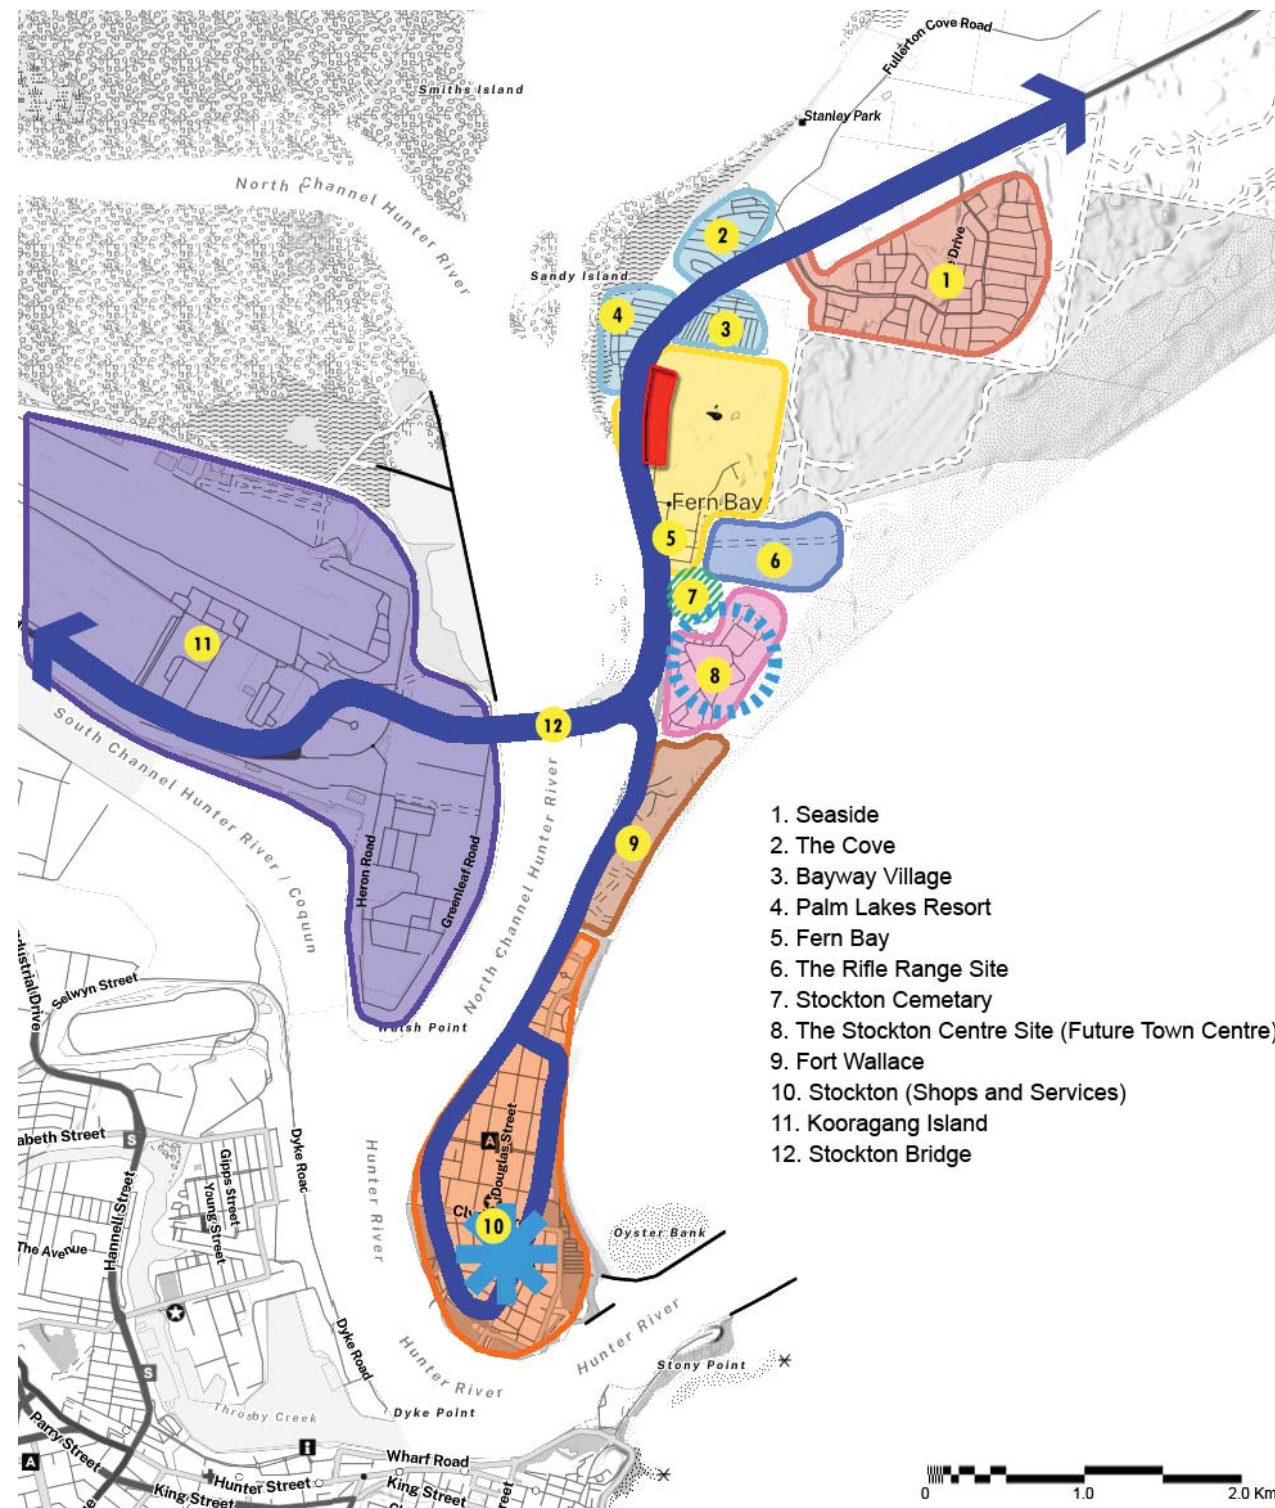 Fullerton Cove Road
Smiths Island
Stanley Park
North Channel Hunter River
2
Drive
1
Sandy Island
4
3
Fern Bay
5
6
7
11
8
12
South Channel Hunter River / Coquun
North Channel Hunter River
9
Heron Road
Greenleaf Road
1. Seaside
2. The Cove
3. Bayway Village
4. Palm Lakes Resort
5. Fern Bay
6. The Rifle Range Site
7. Stockton Cemetary
8. The Stockton Centre Site (Future Town Centre)
9. Fort Wallace
10. Stockton (Shops and Services)
11. Kooragang Island
12. Stockton Bridge
Selwyn Street
dustrial Drive
Walsh Point
abeth Street
S
Dyke Road
Gipps Street
Young Street
Hannell Street
The Avenue
Hunter River
A
Douglas Street
10
Oyster Bank
Dyke Road
S
Hunter River
Hunter River
Stony Point
Throsby Creek
Dyke Point
Parry Street
A
Wharf Road
Hunter Street
King Street
King Street
reet
0 1.0 2.0 Km